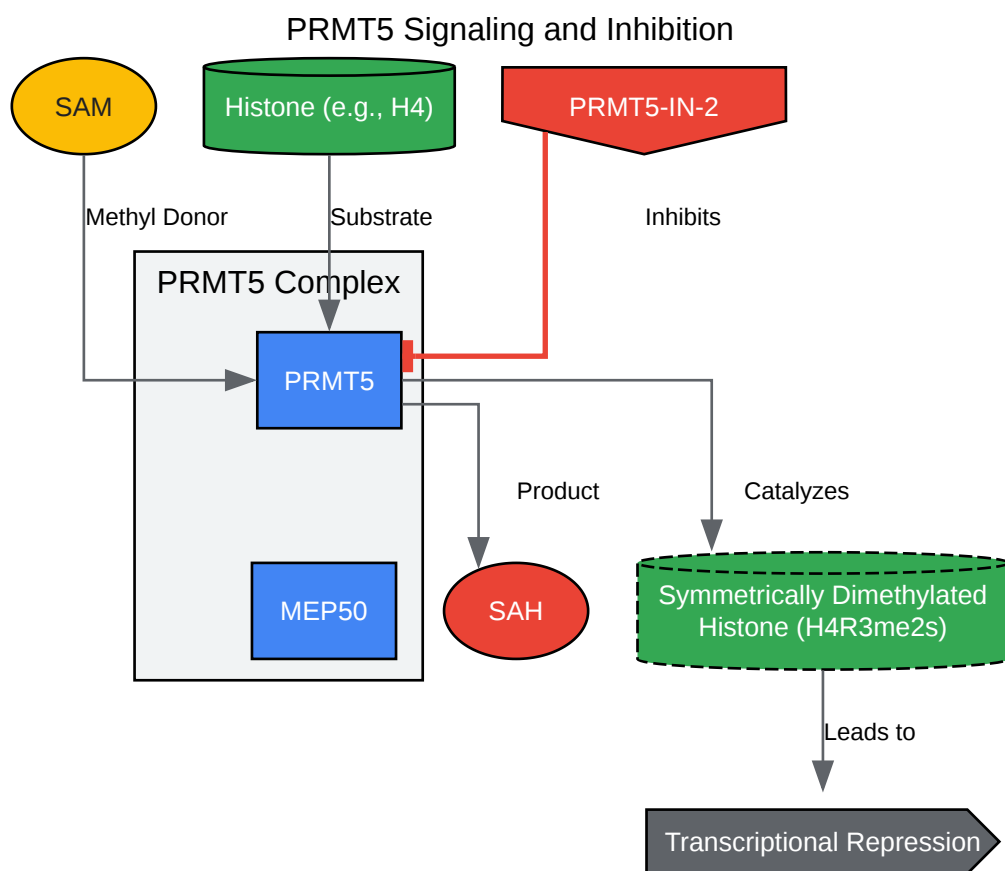 PRMT5 Signaling and Inhibition
SAM
Histone (e.g., H4)
PRMT5-IN-2
Methyl Donor
Substrate
Inhibits
PRMT5 Complex
PRMT5
Product
Catalyzes
MEP50
SAH
Symmetrically Dimethylated
Histone (H4R3me2s)
Leads to
Transcriptional Repression